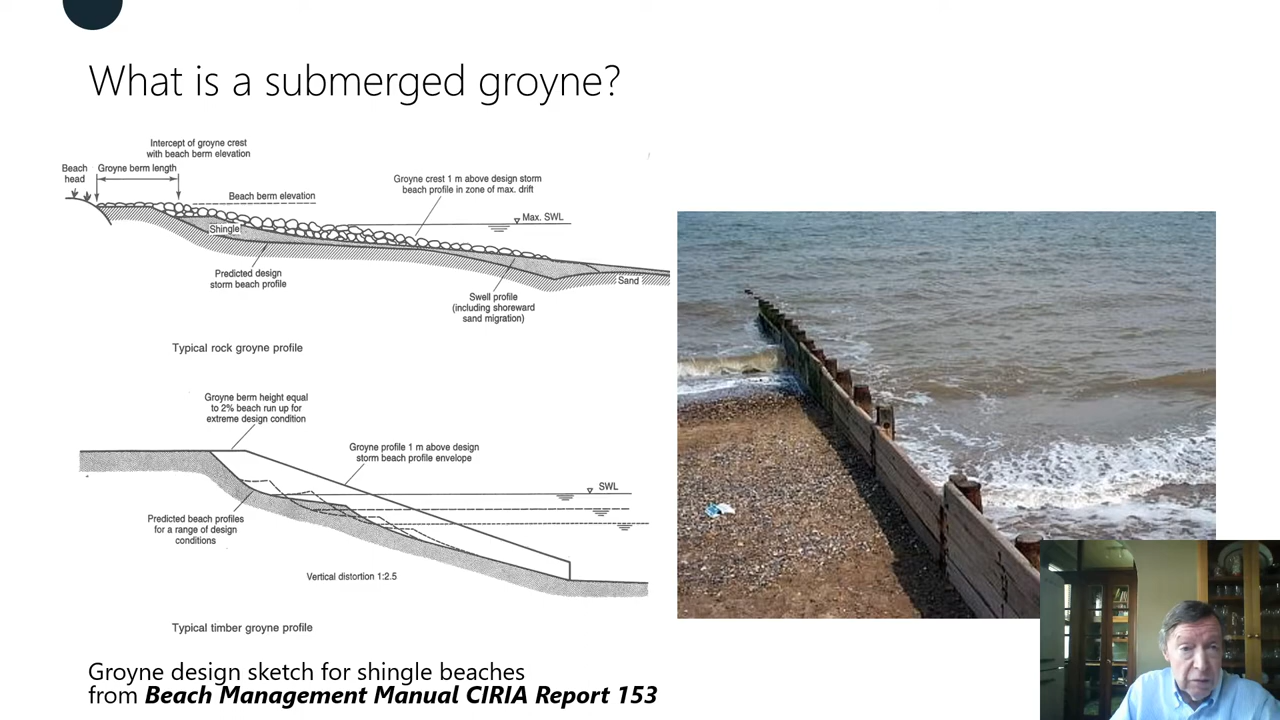 What is a submerged groyne?
Intercept of groyne crest
with beach berm elevation
Beach
head
Groyne berm length
Beach berm elevation
Groyne crest 1 m above design storm
beach profile in zone of max. drift
Max. SWL
Shingle
Predicted design
storm beach profile
Swell profile
(including shoreward
sand migration)
Sand
Typical rock groyne profile
Groyne berm height equal
to 2% beach run up for
extreme design condition
Groyne profile 1 m above design
storm beach profile envelope
SWL
Predicted beach profiles
for a range of design
conditions
Vertical distortion 1:2.5
Typical timber groyne profile
Groyne design sketch for shingle beaches
from Beach Management Manual CIRIA Report 153